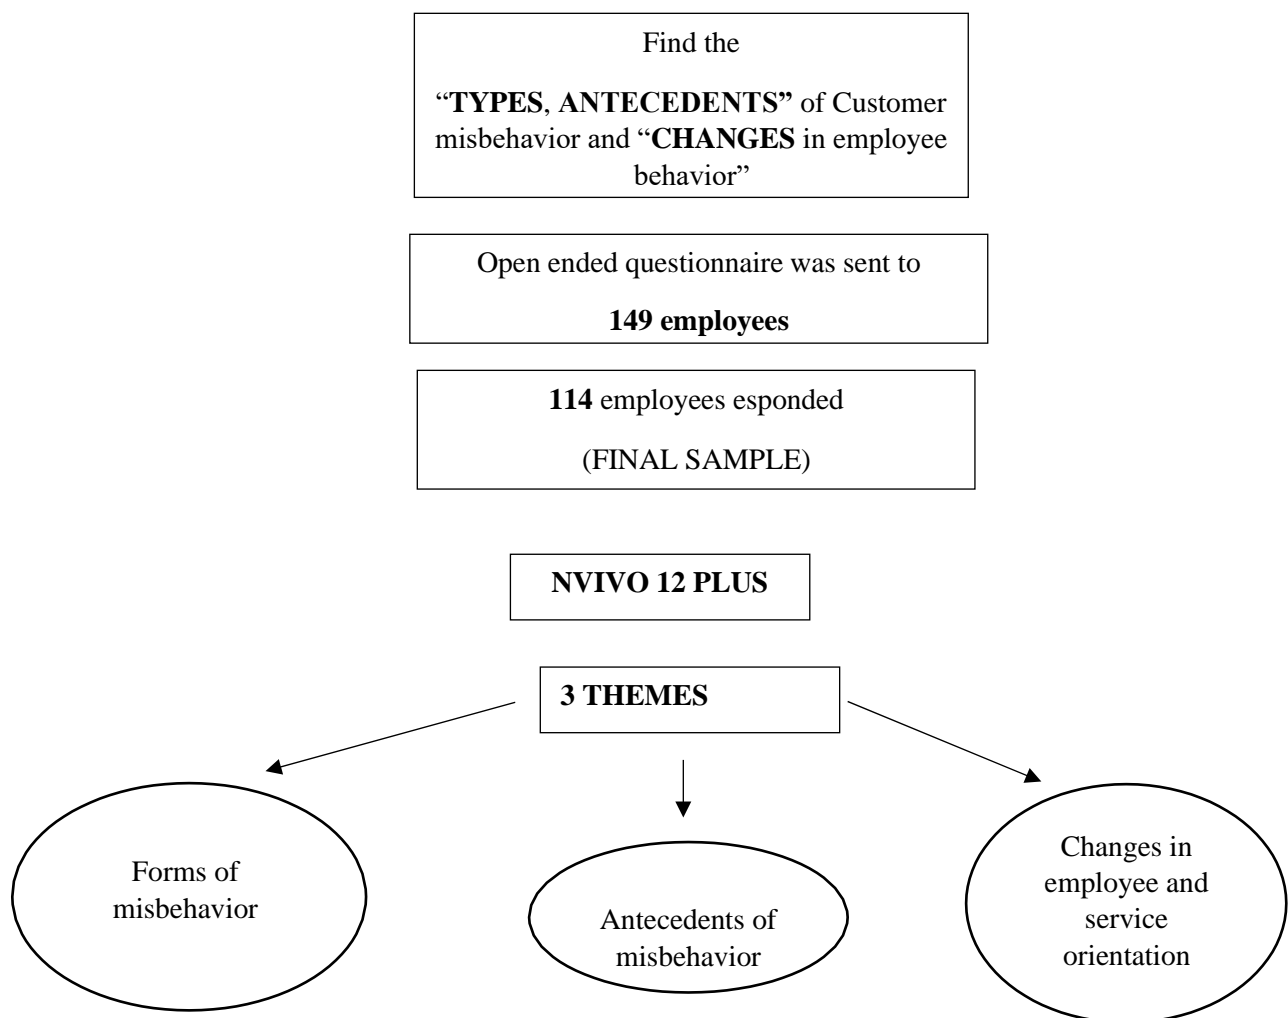 Find the
“TYPES, ANTECEDENTS” of Customer
misbehavior and “CHANGES in employee
behavior”
Open ended questionnaire was sent to
149 employees
114 employees esponded
(FINAL SAMPLE)
NVIVO 12 PLUS
3 THEMES
Forms of
misbehavior
Antecedents of
misbehavior
Changes in
employee and
service
orientation